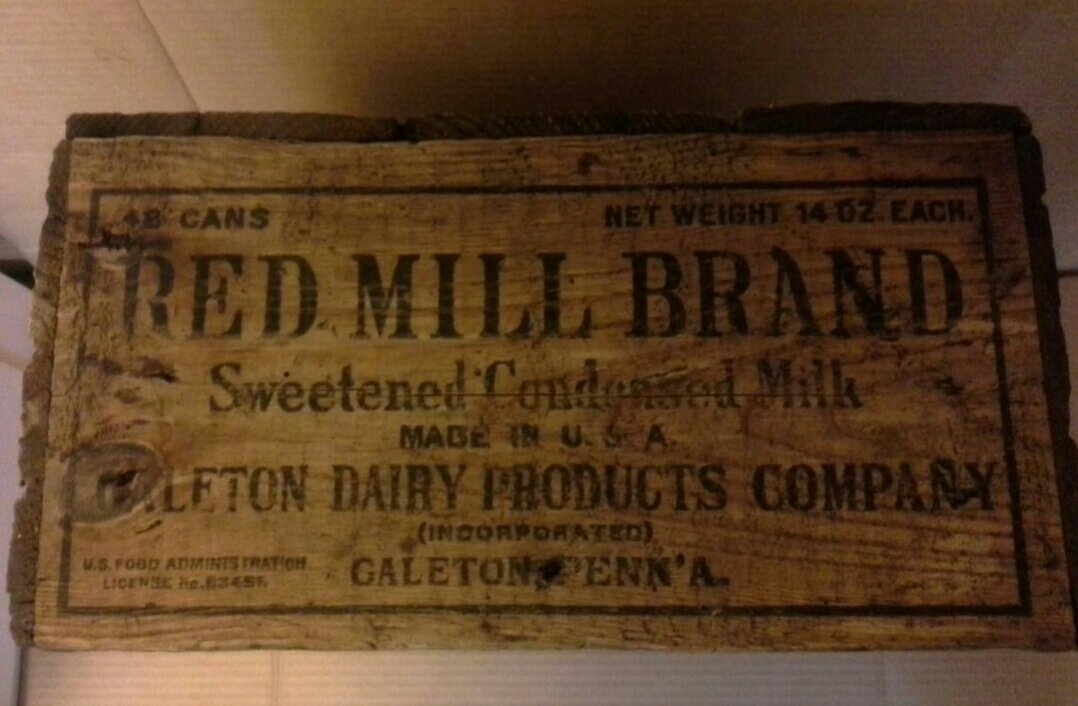 48 CANS
NET WEIGHT 14 OZ. EACH.
RED MILL BRAND
Sweetened Condensed Milk
MADE IN U.S.A.
GALETON DAIRY PRODUCTS COMPANY
(INCORPORATED)
GALETON, PENN'A.
U.S. FOOD ADMINISTRATION
LICENSE No.